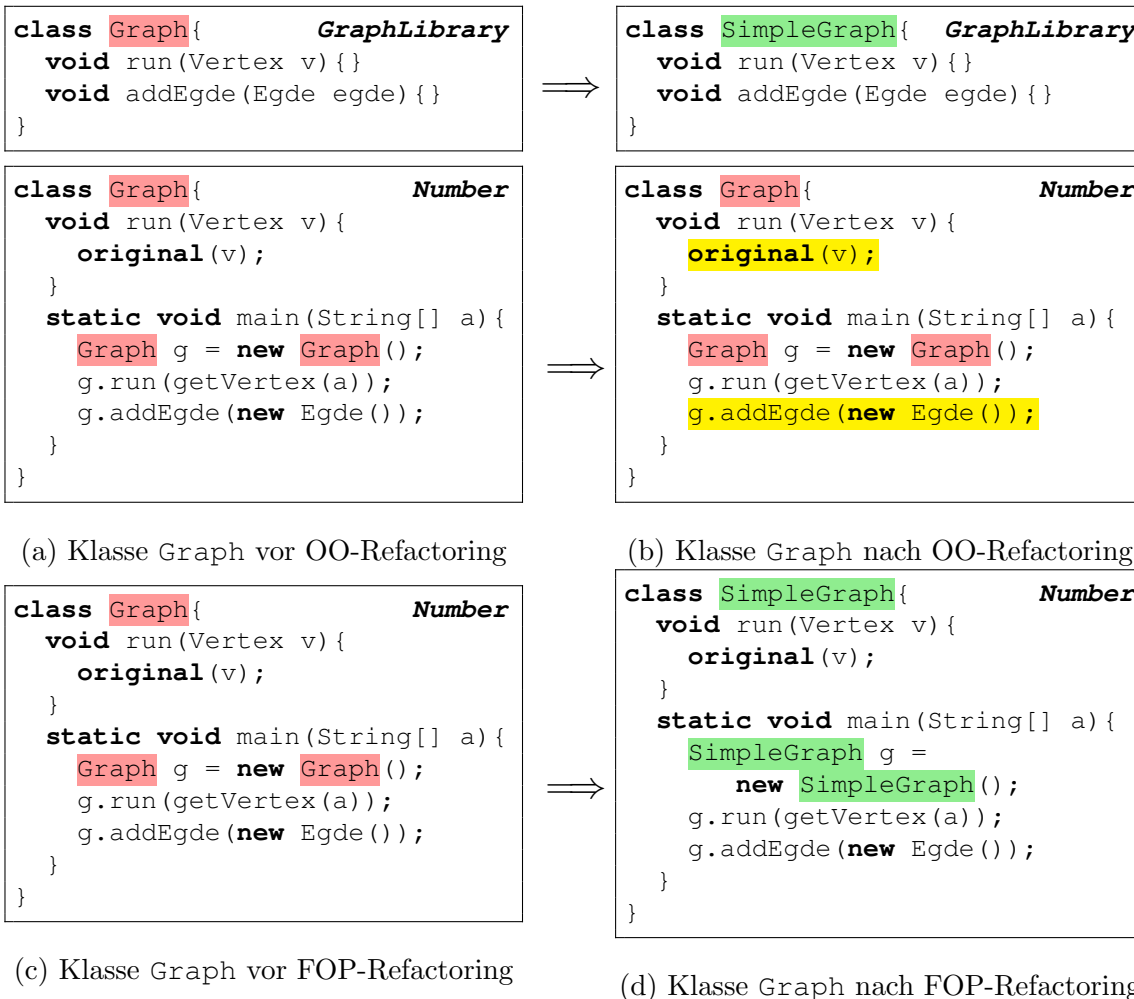 class Graph{ GraphLibrary
void run(Vertex v){}
void addEgde(Egde egde){}
}
class Graph{ Number
void run(Vertex v){
original(v);
}
static void main(String[] a){
Graph g = new Graph();
g.run(getVertex(a));
g.addEgde(new Egde());
}
}
(a) Klasse Graph vor OO-Refactoring
class SimpleGraph{ GraphLibrary
void run(Vertex v){}
void addEgde(Egde egde){}
}
class Graph{ Number
void run(Vertex v){
original(v);
}
static void main(String[] a){
Graph g = new Graph();
g.run(getVertex(a));
g.addEgde(new Egde());
}
}
(b) Klasse Graph nach OO-Refactoring
class Graph{ Number
void run(Vertex v){
original(v);
}
static void main(String[] a){
Graph g = new Graph();
g.run(getVertex(a));
g.addEgde(new Egde());
}
}
(c) Klasse Graph vor FOP-Refactoring
class SimpleGraph{ Number
void run(Vertex v){
original(v);
}
static void main(String[] a){
SimpleGraph g =
new SimpleGraph();
g.run(getVertex(a));
g.addEgde(new Egde());
}
}
(d) Klasse Graph nach FOP-Refactoring